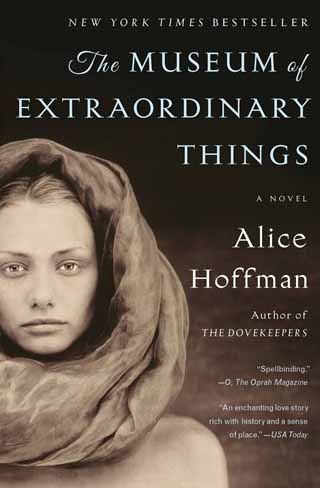 NEW YORK TIMES BESTSELLER
The MUSEUM of
EXTRAORDINARY
THINGS
A NOVEL
Alice
Hoffman
Author of
THE DOVEKEEPERS
“Spellbinding.”
—O, The Oprah Magazine
“An enchanting love story
rich with history and a sense
of place.” —USA Today